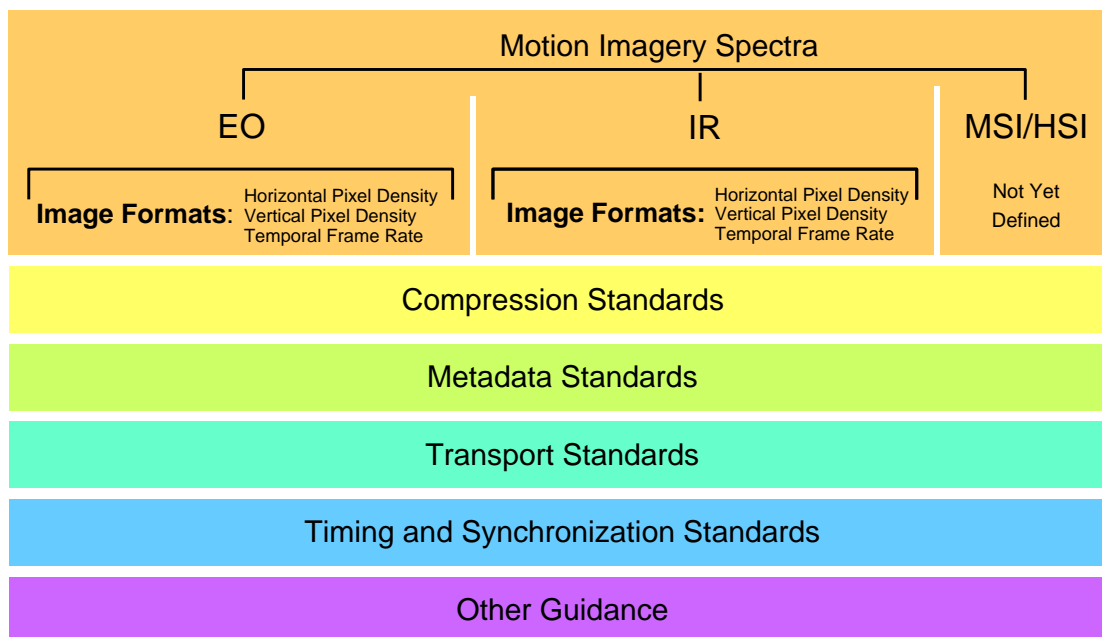 Motion Imagery Spectra
EO
IR
MSI/HSI
Image Formats:
Horizontal Pixel Density
Vertical Pixel Density
Temporal Frame Rate
Image Formats:
Horizontal Pixel Density
Vertical Pixel Density
Temporal Frame Rate
Not Yet
Defined
Compression Standards
Metadata Standards
Transport Standards
Timing and Synchronization Standards
Other Guidance